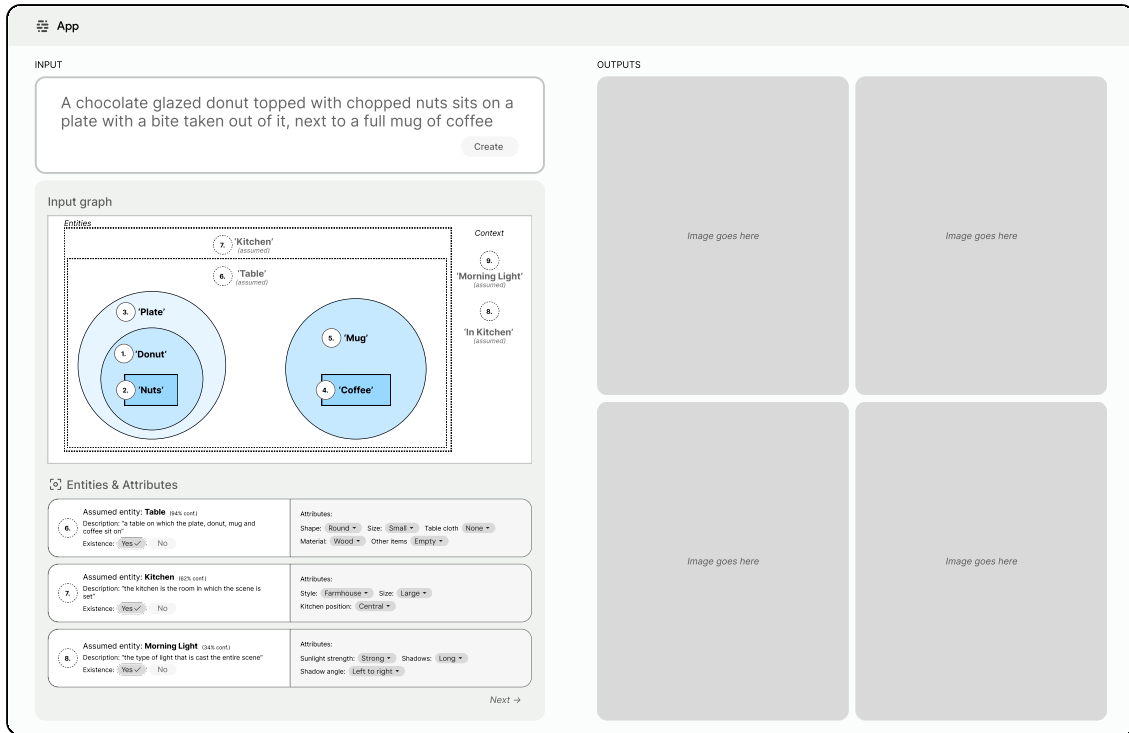 App
INPUT
A chocolate glazed donut topped with chopped nuts sits on a
plate with a bite taken out of it, next to a full mug of coffee
Create
Input graph
Entities
7. 'Kitchen'
(assumed)
6. 'Table'
(assumed)
3. 'Plate'
1. 'Donut'
2. 'Nuts'
5. 'Mug'
4. 'Coffee'
Context
9.
'Morning Light'
(assumed)
8.
'In Kitchen'
(assumed)
Entities & Attributes
6.
Assumed entity: Table (94% conf.)
Description: "a table on which the plate, donut, mug and
coffee sit on"
Existence: Yes ✓ No
Attributes:
Shape: Round Size: Small Table cloth None
Material: Wood Other items Empty
7.
Assumed entity: Kitchen (62% conf.)
Description: "the kitchen is the room in which the scene is
set"
Existence: Yes ✓ No
Attributes:
Style: Farmhouse Size: Large
Kitchen position: Central
8.
Assumed entity: Morning Light (34% conf.)
Description: "the type of light that is cast the entire scene"
Existence: Yes ✓ No
Attributes:
Sunlight strength: Strong Shadows: Long
Shadow angle: Left to right
Next →
OUTPUTS
Image goes here
Image goes here
Image goes here
Image goes here